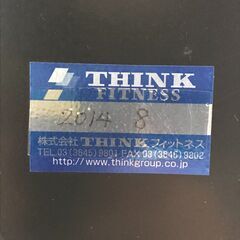 THINK
FITNESS
2014 8
株式会社THINKフィットネス
TEL.03(3645)9801 FAX.03(3645)9802
http://www.thinkgroup.co.jp